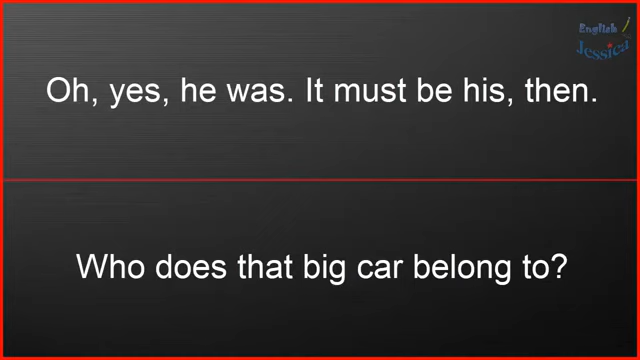 English
Jessica
Oh, yes, he was. It must be his, then.
Who does that big car belong to?